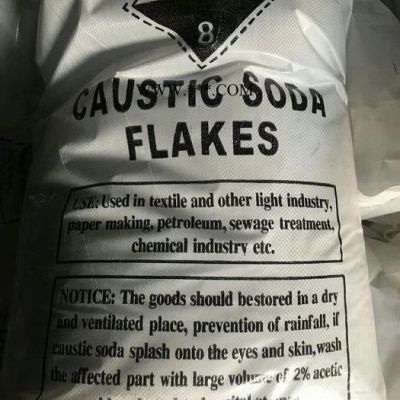 8
CAUSTIC SODA
FLAKES
USE: Used in textile and other light industry,
paper making, petroleum, sewage treatment,
chemical industry etc.
NOTICE: The goods should bestored in a dry
and ventilated place, prevention of rainfall, if
caustic soda splash onto the eyes and skin,wash
the affected part with large volume of 2% acetic